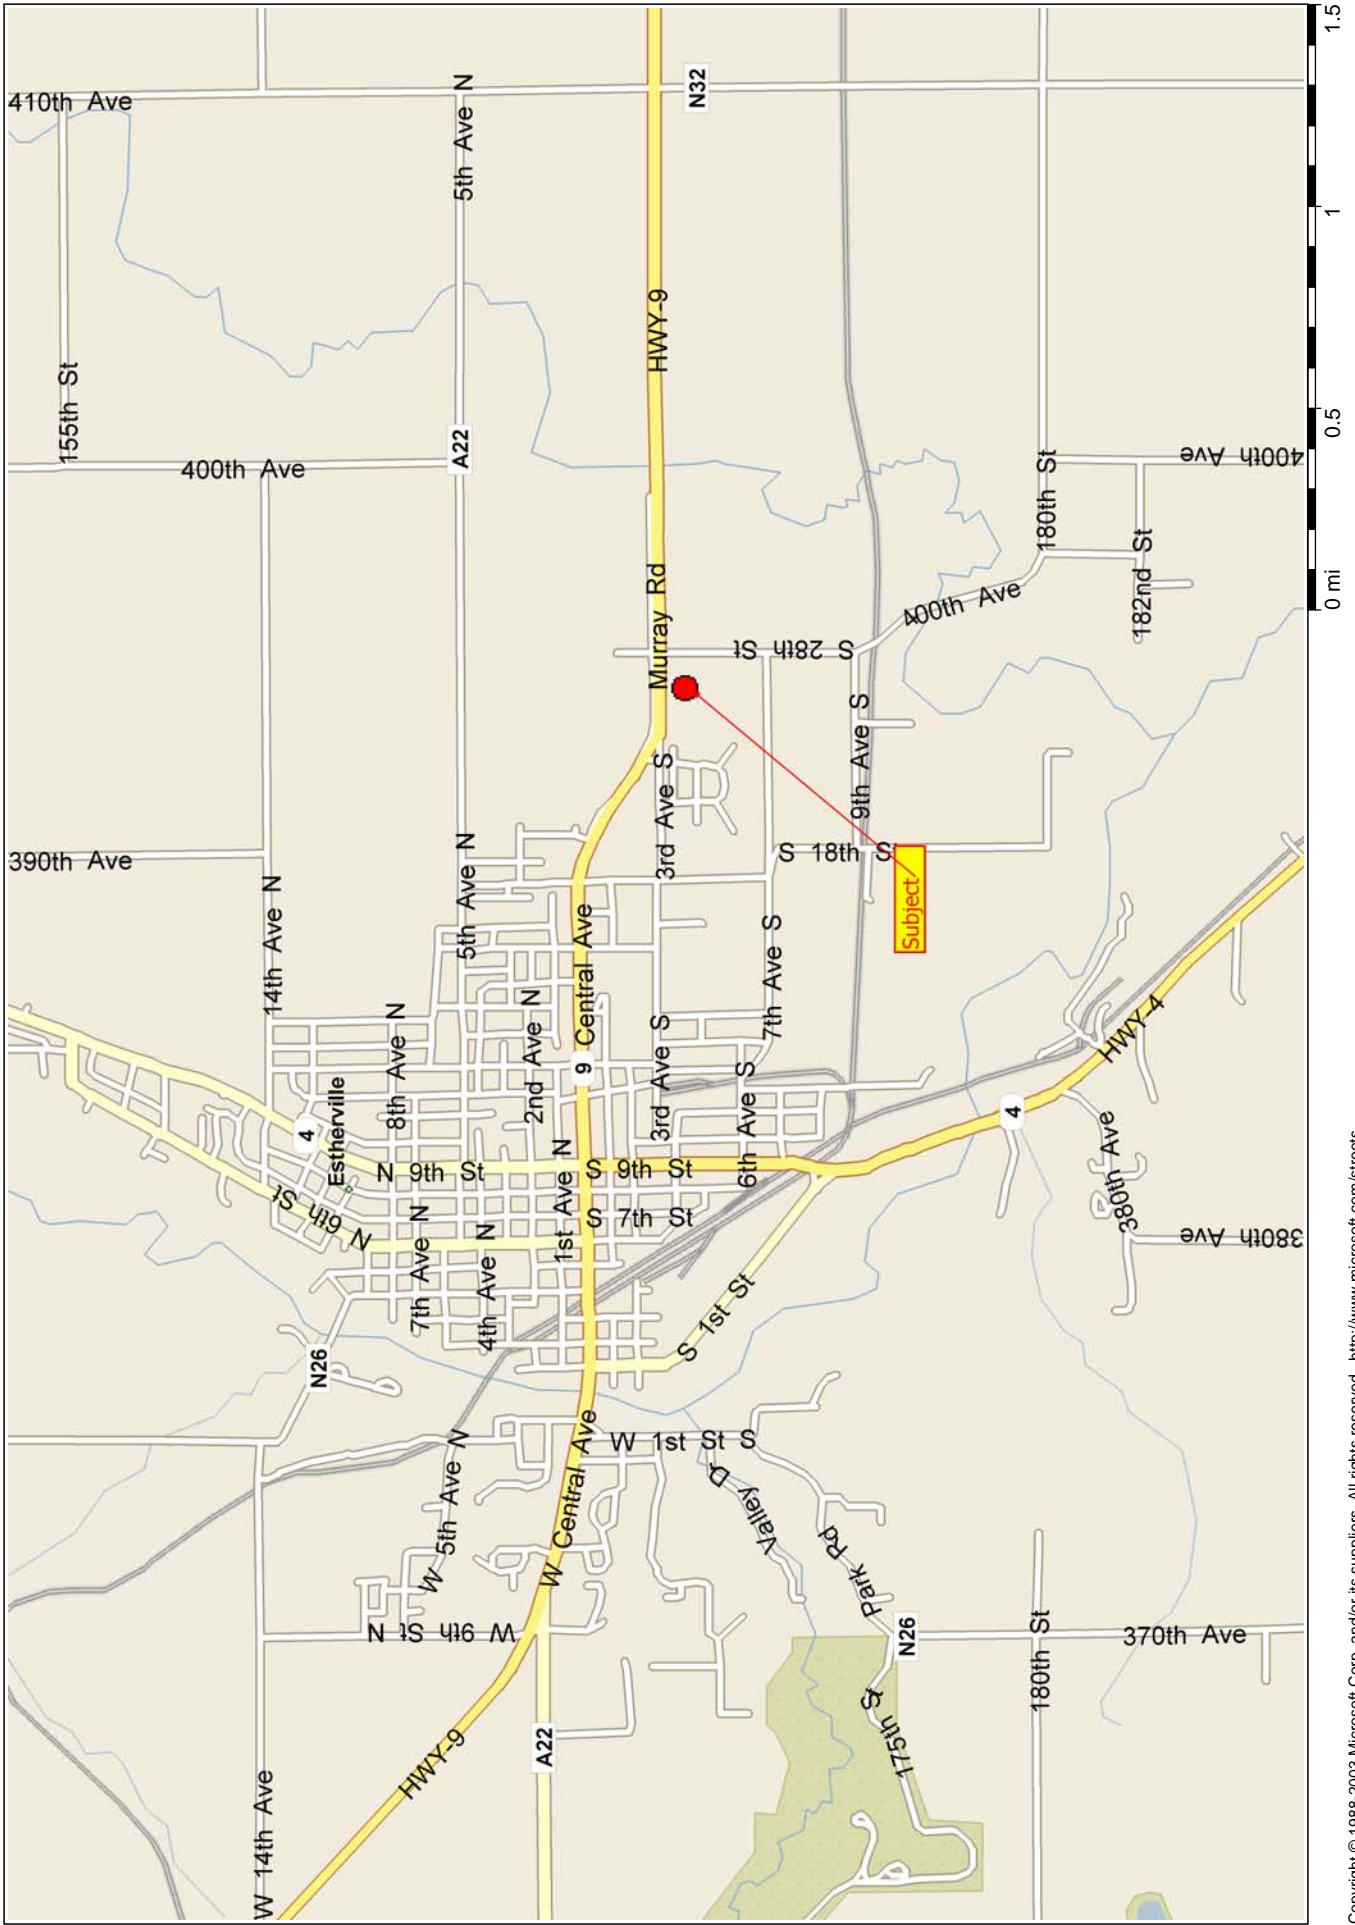 410th Ave
5th Ave N
N32
155th St
400th Ave
A22
HWY-9
Murray Rd
400th Ave
180th St
182nd St
400th Ave
S 28th St
9th Ave S
390th Ave
14th Ave N
5th Ave N
3rd Ave S
S 18th St
Subject
Central Ave
2nd Ave N
8th Ave N
7th Ave S
3rd Ave S
6th Ave S
9
4
Estherville
N 9th St
S 9th St
S 7th St
1st Ave N
N 6th St
7th Ave N
4th Ave N
HWY-4
4
380th Ave
380th Ave
S 1st St
N26
W 5th Ave N
W Central Ave
W 1st St S
Valley Dr
Park Rd
W 9th St N
N26
370th Ave
180th St
175th St
HWY-9
A22
W 14th Ave
0 mi
0.5
1
1.5